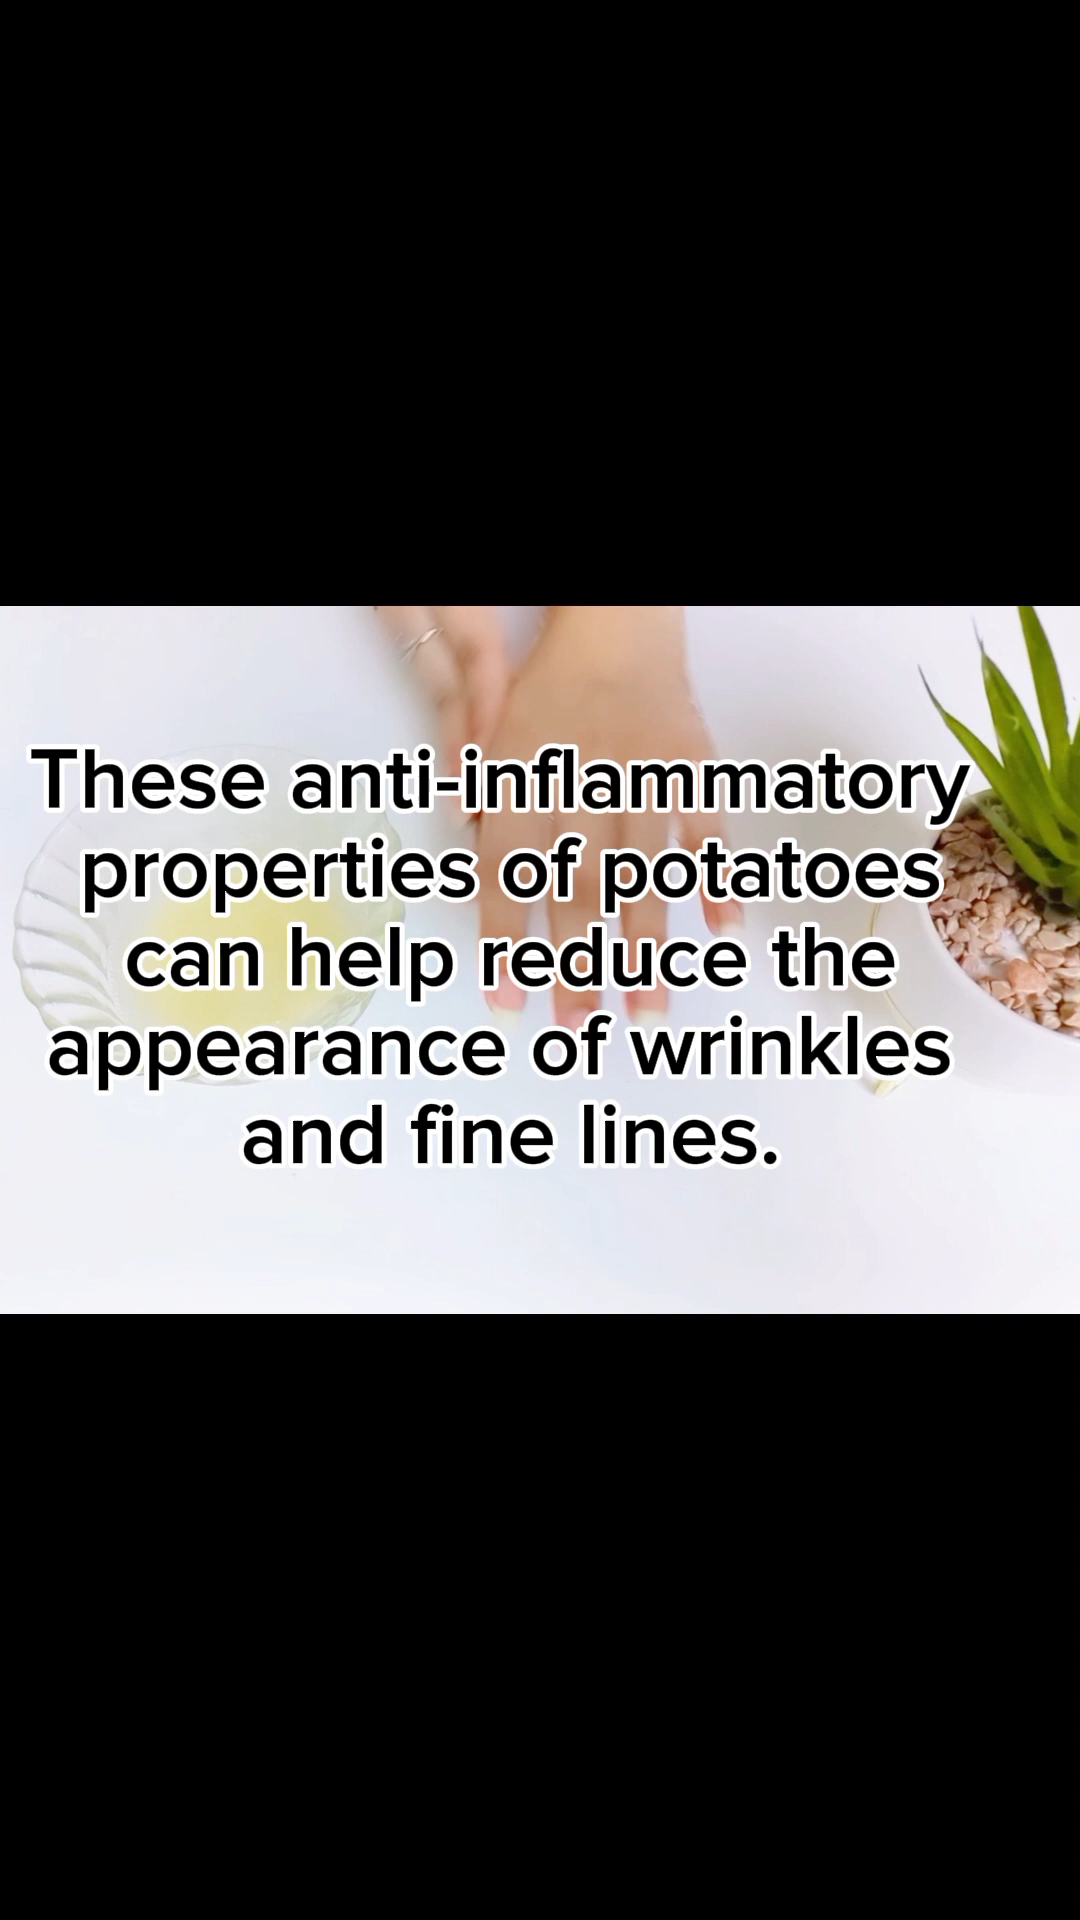 These anti-inflammatory
properties of potatoes
can help reduce the
appearance of wrinkles
and fine lines.